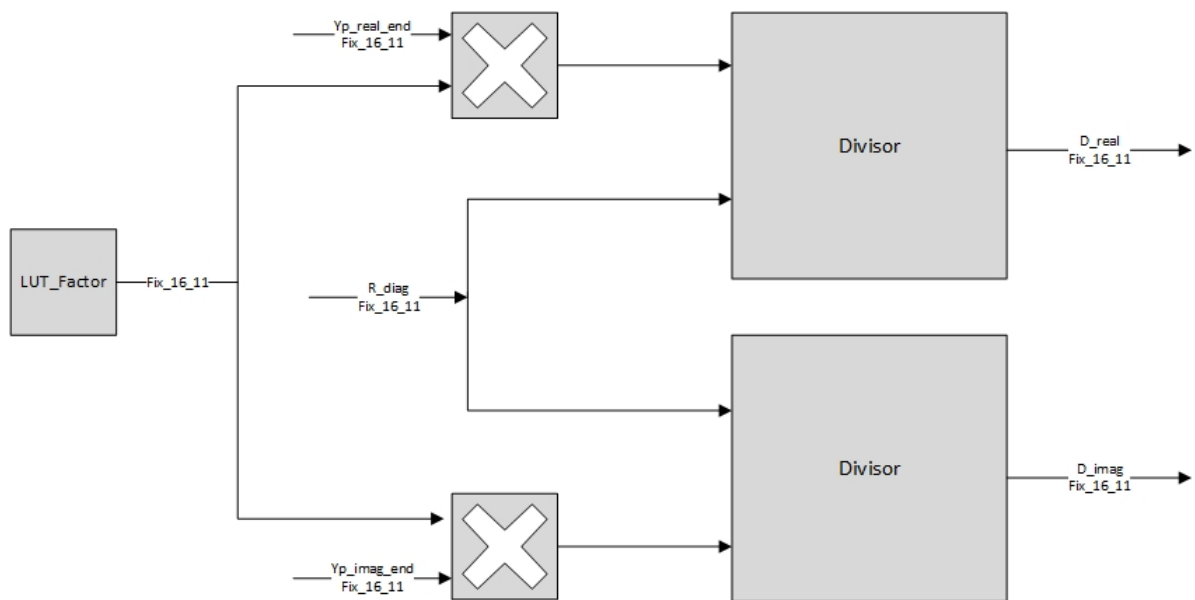 Yp_real_end
Fix_16_11
Divisor
D_real
Fix_16_11
LUT_Factor
Fix_16_11
R_diag
Fix_16_11
Divisor
D_imag
Fix_16_11
Yp_imag_end
Fix_16_11